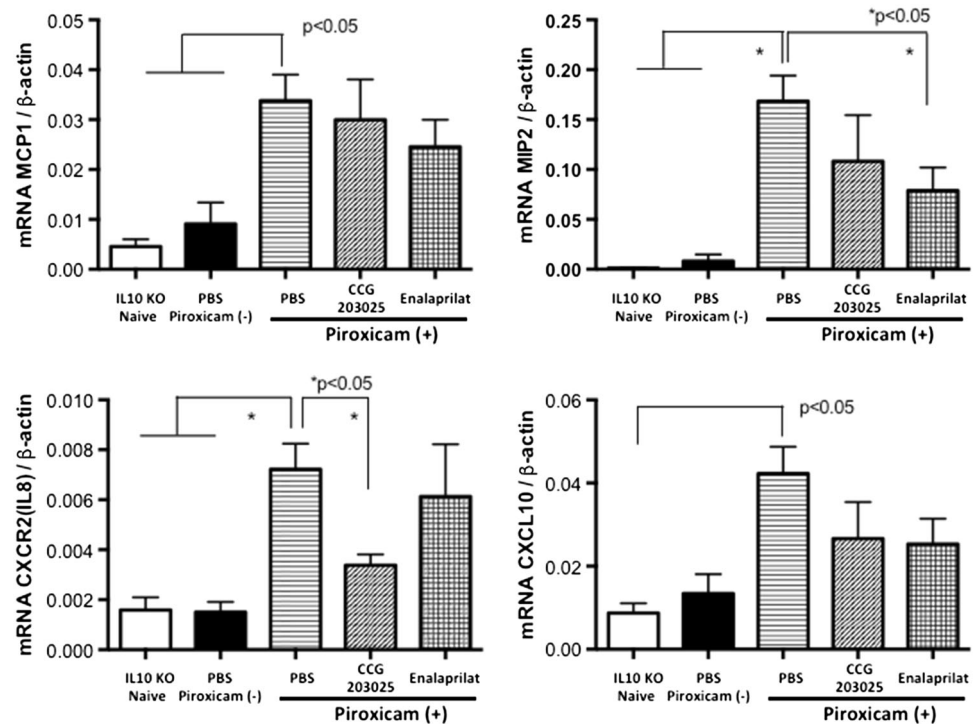 mRNA MCP1 / β-actin
0.05
0.04
0.03
0.02
0.01
0.00
p<0.05
IL10 KO
Naive
PBS
Piroxicam (-)
PBS
CCG
203025
Enalaprilat
Piroxicam (+)
mRNA MIP2 / β-actin
0.25
0.20
0.15
0.10
0.05
0.00
*p<0.05
*
*
IL10 KO
Naive
PBS
Piroxicam (-)
PBS
CCG
203025
Enalaprilat
Piroxicam (+)
mRNA CXCR2(IL8) / β-actin
0.010
0.008
0.006
0.004
0.002
0.000
*p<0.05
*
*
IL10 KO
Naive
PBS
Piroxicam (-)
PBS
CCG
203025
Enalaprilat
Piroxicam (+)
mRNA CXCL10 / β-actin
0.06
0.04
0.02
0.00
p<0.05
IL10 KO
Naive
PBS
Piroxicam (-)
PBS
CCG
203025
Enalaprilat
Piroxicam (+)